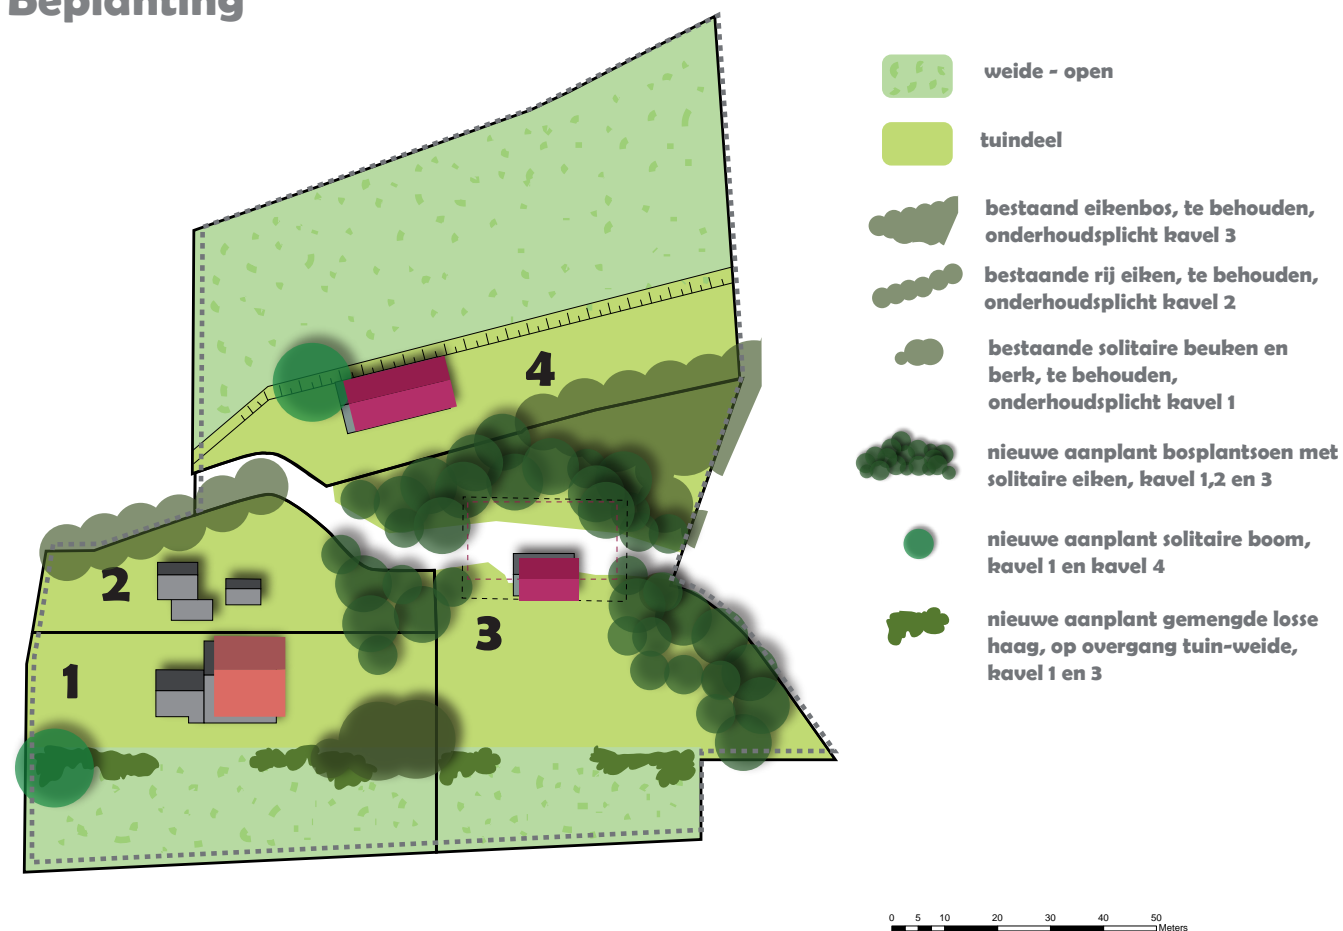 Beplanting
weide - open
tuindeel
bestaand eikenbos, te behouden,
onderhoudsplicht kavel 3
bestaande rij eiken, te behouden,
onderhoudsplicht kavel 2
bestaande solitaire beuken en
berk, te behouden,
onderhoudsplicht kavel 1
nieuwe aanplant bosplantsoen met
solitaire eiken, kavel 1,2 en 3
nieuwe aanplant solitaire boom,
kavel 1 en kavel 4
nieuwe aanplant gemengde losse
haag, op overgang tuin-weide,
kavel 1 en 3
4
2
3
1
0 5 10 20 30 40 50
Meters